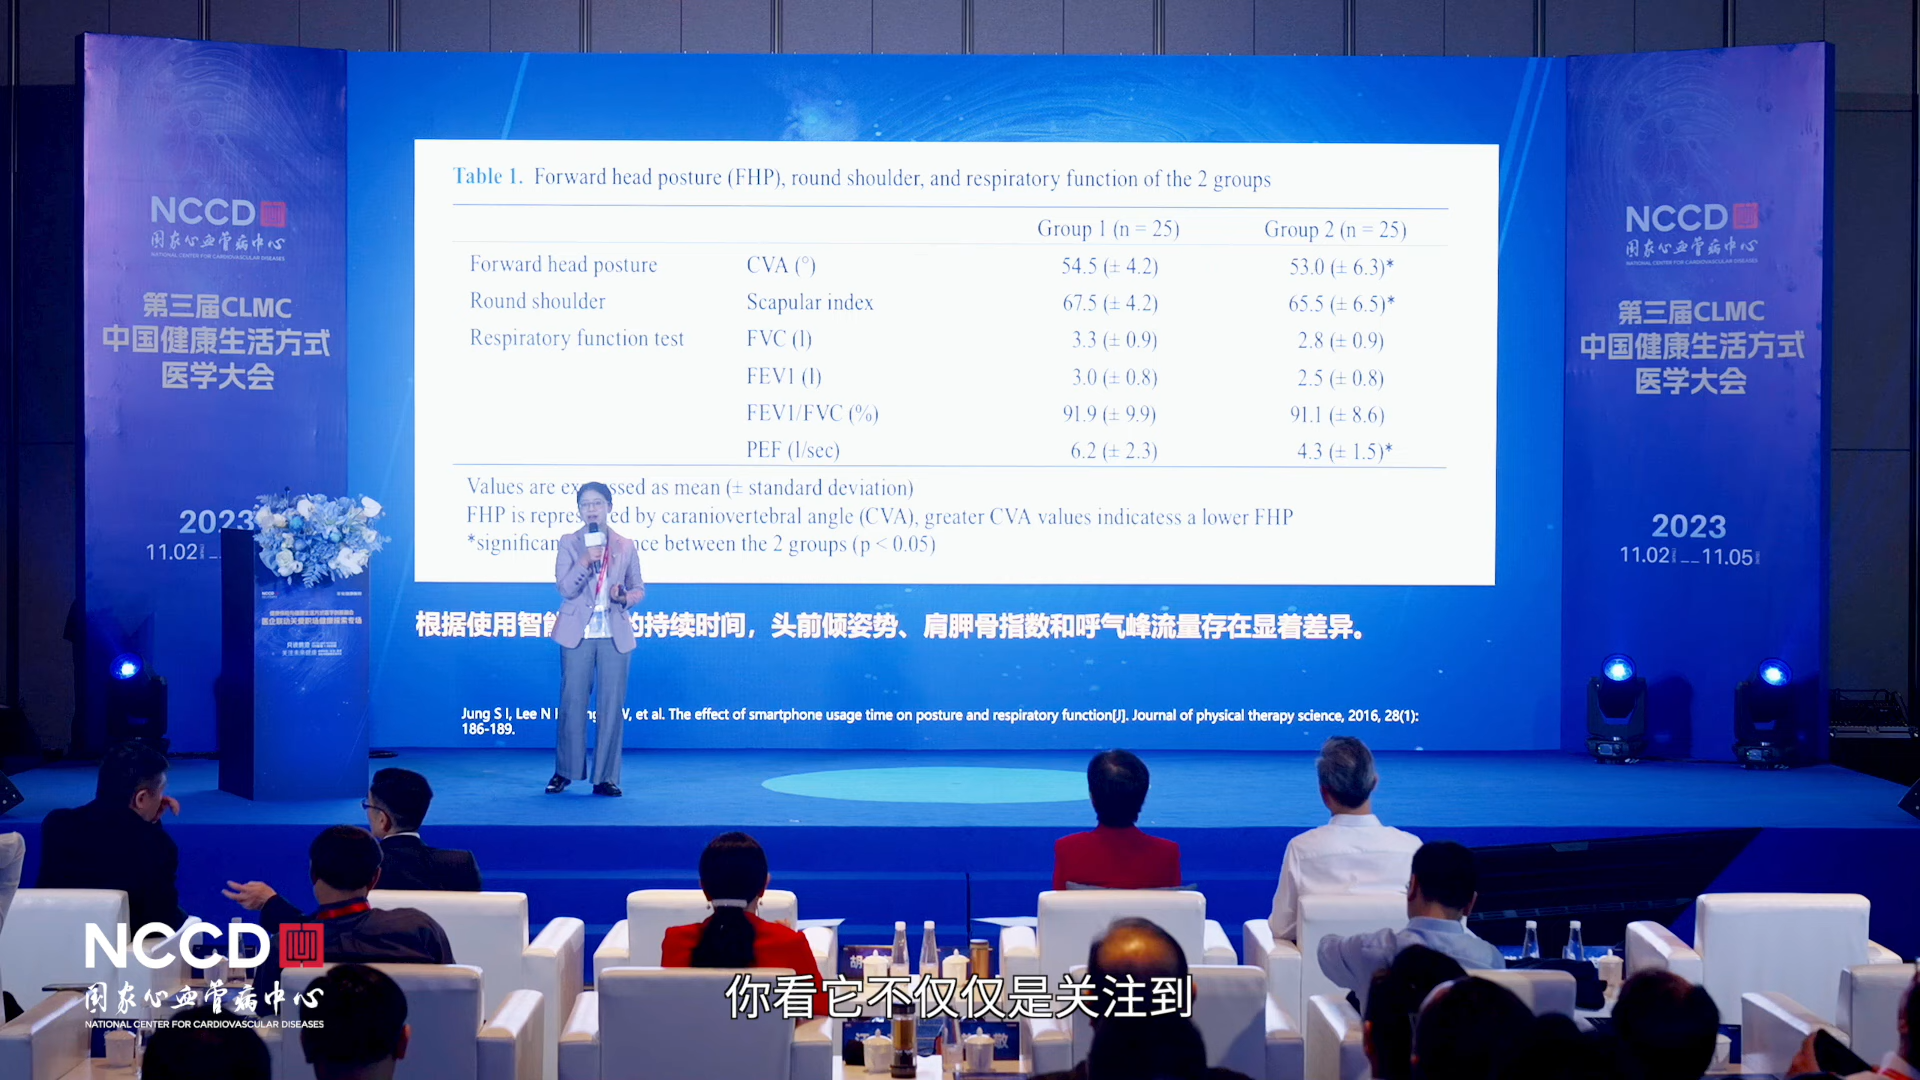 Table 1. Forward head posture (FHP), round shoulder, and respiratory function of the 2 groups
Group 1 (n = 25) Group 2 (n = 25)
Forward head posture CVA (°) 54.5 (± 4.2) 53.0 (± 6.3)*
Round shoulder Scapular index 67.5 (± 4.2) 65.5 (± 6.5)*
Respiratory function test FVC (l) 3.3 (± 0.9) 2.8 (± 0.9)
FEV1 (l) 3.0 (± 0.8) 2.5 (± 0.8)
FEV1/FVC (%) 91.9 (± 9.9) 91.1 (± 8.6)
PEF (l/sec) 6.2 (± 2.3) 4.3 (± 1.5)*
Values are ex ssed as mean (± standard deviation)
FHP is repres ed by caraniovertebral angle (CVA), greater CVA values indicatess a lower FHP
*significan nce between the 2 groups (p < 0.05)
根据使用智能 的持续时间，头前倾姿势、肩胛骨指数和呼气峰流量存在显着差异。
Jung S I, Lee N et al. The effect of smartphone usage time on posture and respiratory function[J]. Journal of physical therapy science, 2016, 28(1):
186-189.
NCCD
国家心血管病中心
NATIONAL CENTER FOR CARDIOVASCULAR DISEASES
第三届CLMC
中国健康生活方式
医学大会
2023
11.02
NCCD
国家心血管病中心
NATIONAL CENTER FOR CARDIOVASCULAR DISEASES
第三届CLMC
中国健康生活方式
医学大会
2023
11.02 -- 11.05
你看它不仅仅是关注到
NCCD
国家心血管病中心
NATIONAL CENTER FOR CARDIOVASCULAR DISEASES